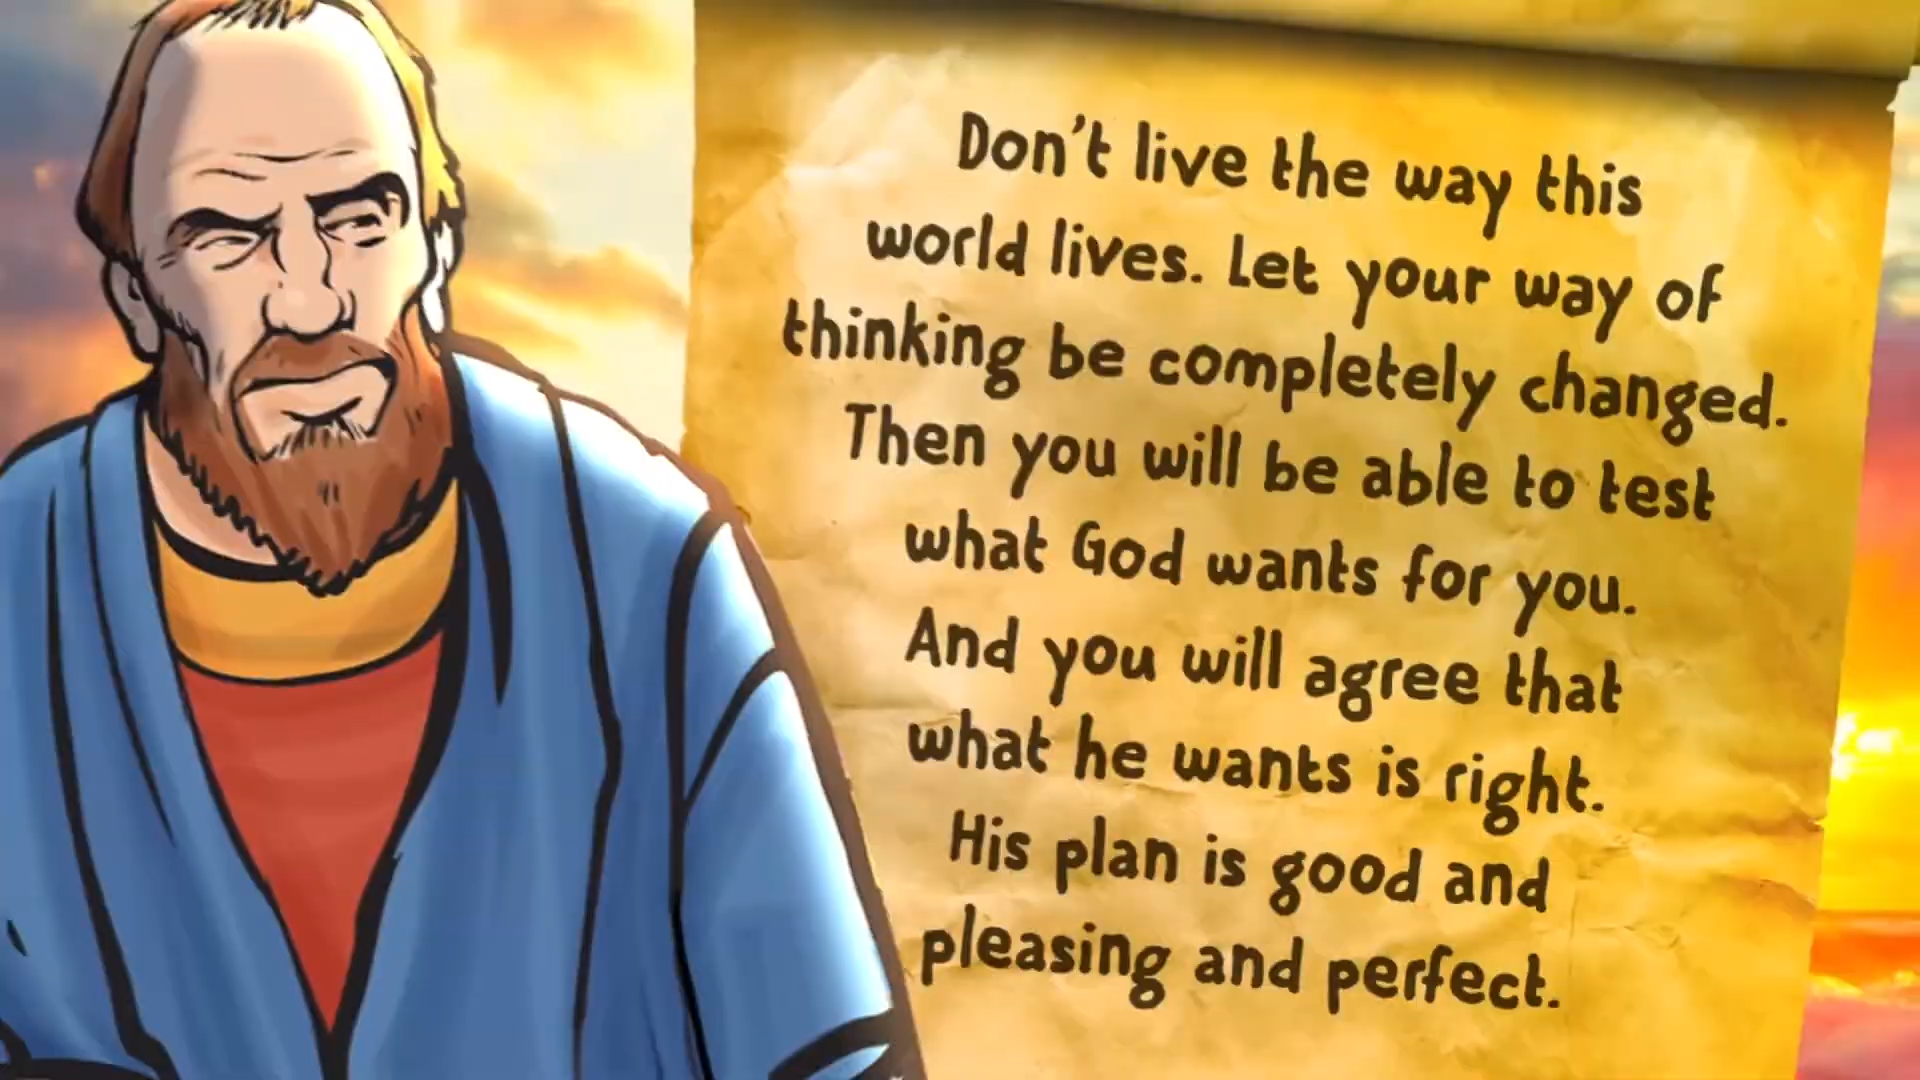 Don't live the way this
world lives. Let your way of
thinking be completely changed.
Then you will be able to test
what God wants for you.
And you will agree that
what he wants is right.
His plan is good and
pleasing and perfect.